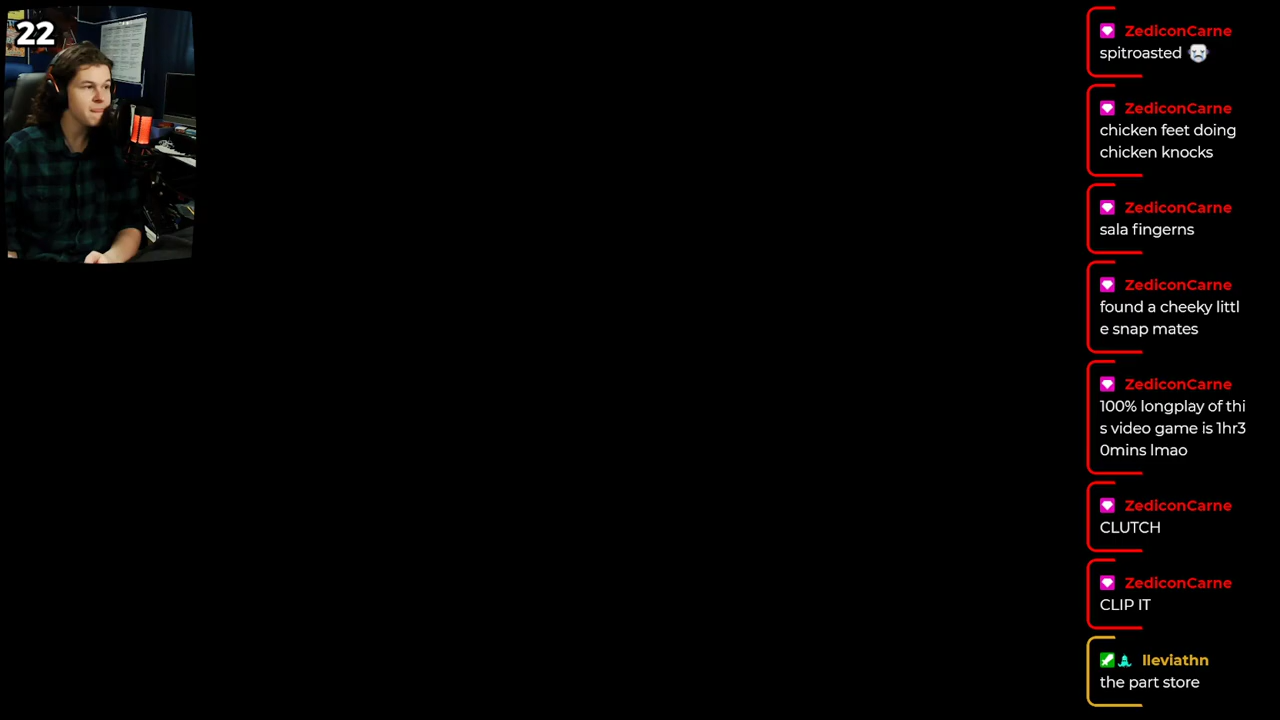 22
ZediconCarne
spitroasted
ZediconCarne
chicken feet doing
chicken knocks
ZediconCarne
sala fingerns
ZediconCarne
found a cheeky littl
e snap mates
ZediconCarne
100% longplay of thi
s video game is 1hr3
0mins lmao
ZediconCarne
CLUTCH
ZediconCarne
CLIP IT
lleviathn
the part store